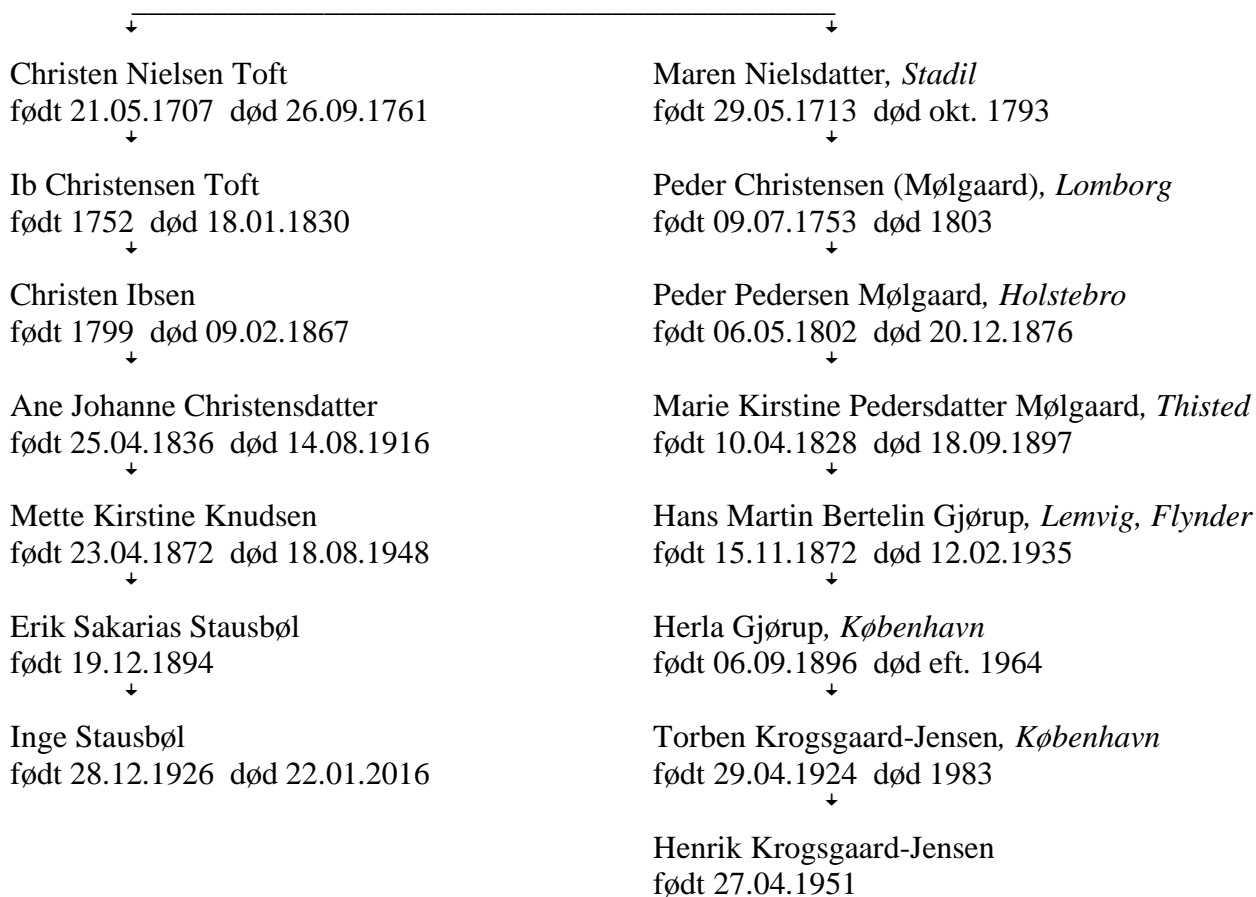 Christen Nielsen Toft
født 21.05.1707 død 26.09.1761
Ib Christensen Toft
født 1752 død 18.01.1830
Christen Ibsen
født 1799 død 09.02.1867
Ane Johanne Christensdatter
født 25.04.1836 død 14.08.1916
Mette Kirstine Knudsen
født 23.04.1872 død 18.08.1948
Erik Sakarias Stausbøl
født 19.12.1894
Inge Stausbøl
født 28.12.1926 død 22.01.2016
Maren Nielsdatter, Stadil
født 29.05.1713 død okt. 1793
Peder Christensen (Mølgaard), Lomborg
født 09.07.1753 død 1803
Peder Pedersen Mølgaard, Holstebro
født 06.05.1802 død 20.12.1876
Marie Kirstine Pedersdatter Mølgaard, Thisted
født 10.04.1828 død 18.09.1897
Hans Martin Bertelin Gjørup, Lemvig, Flynder
født 15.11.1872 død 12.02.1935
Herla Gjørup, København
født 06.09.1896 død eft. 1964
Torben Krogsgaard-Jensen, København
født 29.04.1924 død 1983
Henrik Krogsgaard-Jensen
født 27.04.1951